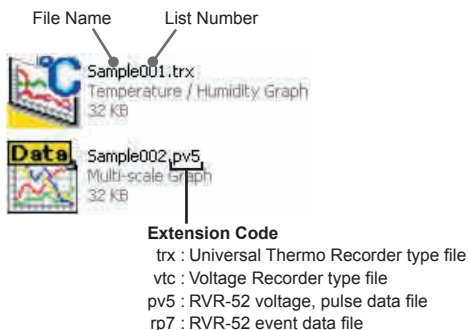 File Name
List Number
Sample001.trx
Temperature / Humidity Graph
32 KB
Data
Sample002.pv5
Multi-scale Graph
32 KB
Extension Code
trx : Universal Thermo Recorder type file
vtc : Voltage Recorder type file
pv5 : RVR-52 voltage, pulse data file
rp7 : RVR-52 event data file